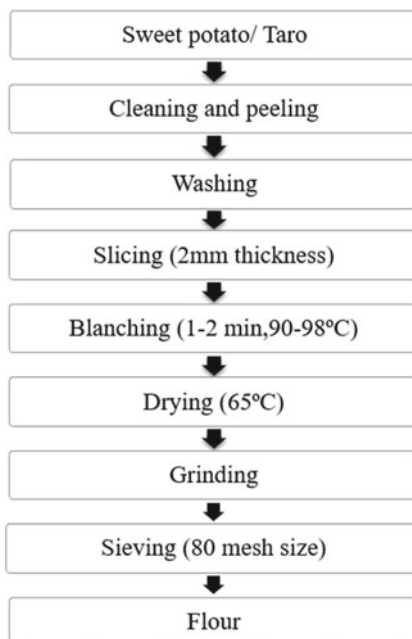 Sweet potato/ Taro
Cleaning and peeling
Washing
Slicing (2mm thickness)
Blanching (1-2 min,90-98ºC)
Drying (65ºC)
Grinding
Sieving (80 mesh size)
Flour